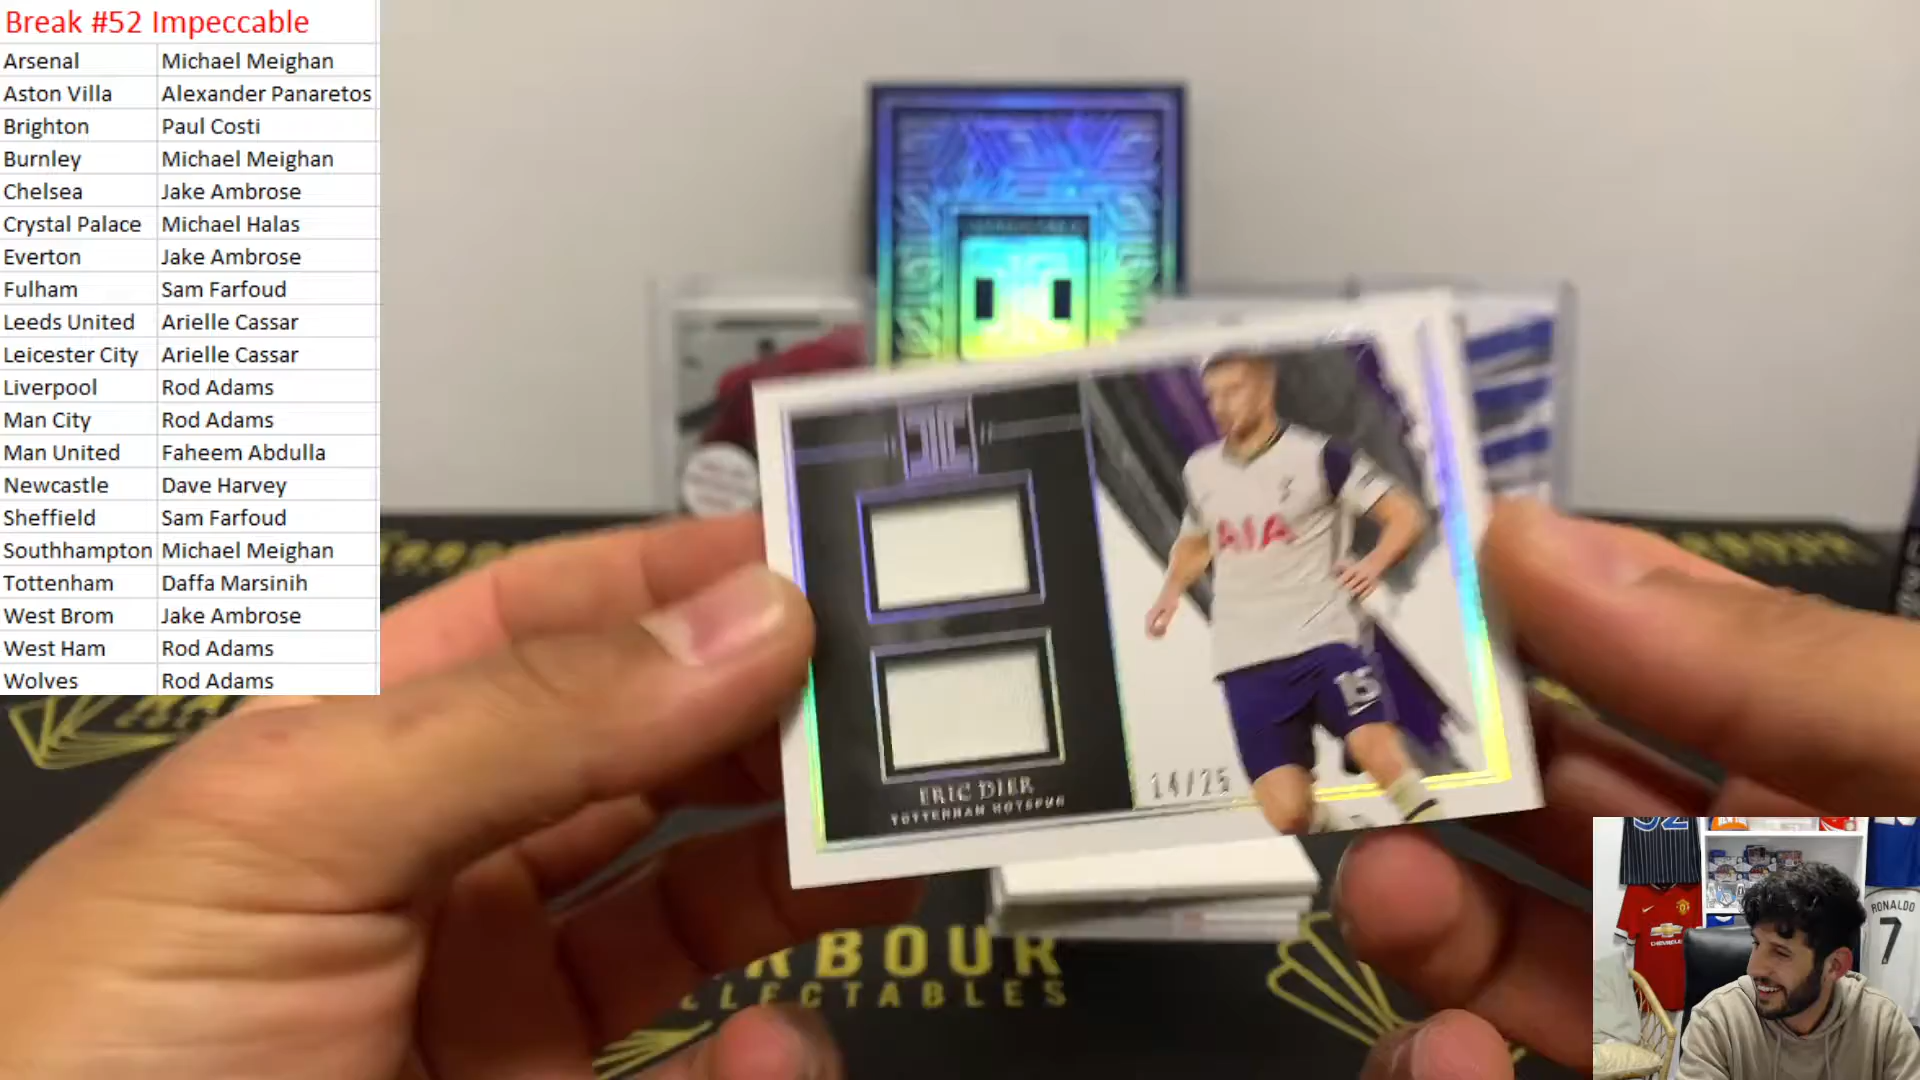 Break #52 Impeccable
Arsenal Michael Meighan
Aston Villa Alexander Panaretos
Brighton Paul Costi
Burnley Michael Meighan
Chelsea Jake Ambrose
Crystal Palace Michael Halas
Everton Jake Ambrose
Fulham Sam Farfoud
Leeds United Arielle Cassar
Leicester City Arielle Cassar
Liverpool Rod Adams
Man City Rod Adams
Man United Faheem Abdulla
Newcastle Dave Harvey
Sheffield Sam Farfoud
Southhampton Michael Meighan
Tottenham Daffa Marsinih
West Brom Jake Ambrose
West Ham Rod Adams
Wolves Rod Adams
AIA
15
14/25
ERIC DIER
TOTTENHAM HOTSPUR
RBOUR
LLECTABLES
CHEVROLET
RONALDO
7